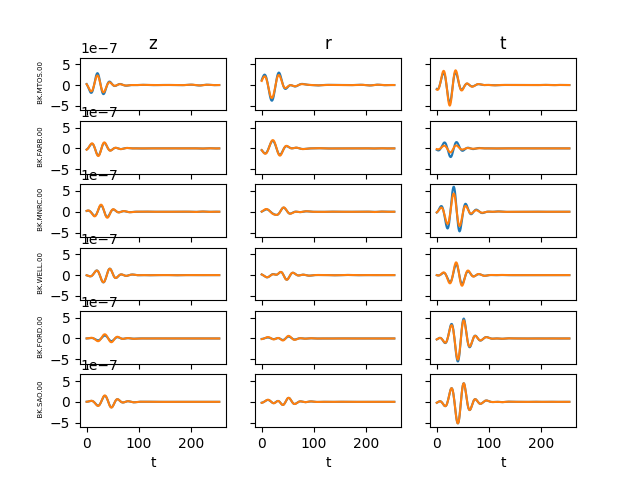 z r t
1e−7
BK.MTOS.00 5 0 −5
1e−7
BK.FARB.00 5 0 −5
1e−7
BK.MNRC.00 5 0 −5
1e−7
BK.WELL.00 5 0 −5
1e−7
BK.FORD.00 5 0 −5
1e−7
BK.SAO.00 5 0 −5
0 100 200 0 100 200 0 100 200
t t t